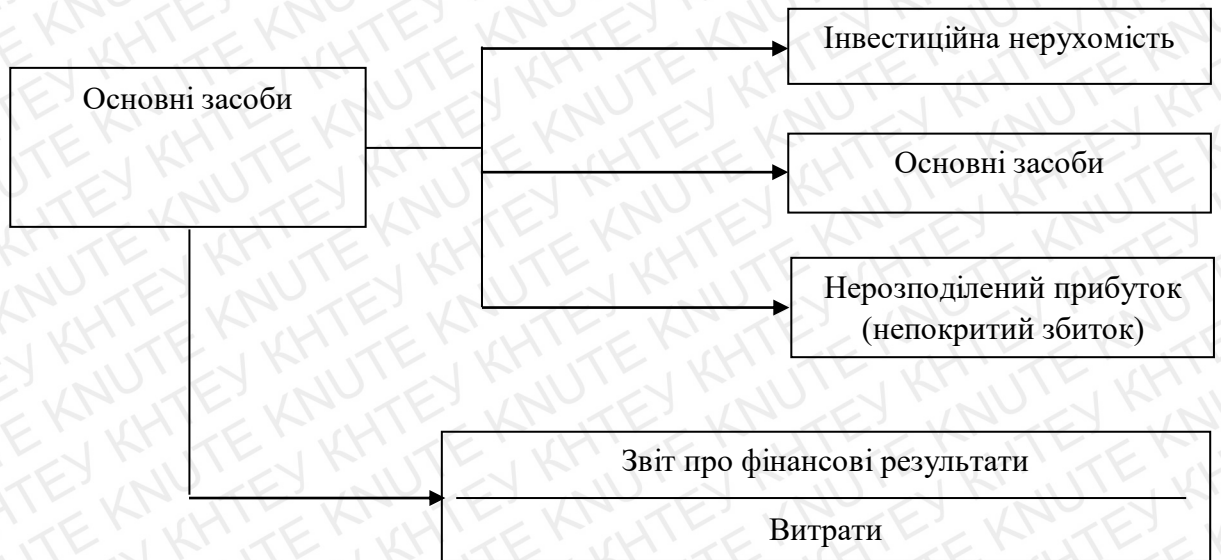 Інвестиційна нерухомість
Основні засоби
Основні засоби
Нерозподілений прибуток
(непокритий збиток)
Звіт про фінансові результати
Витрати